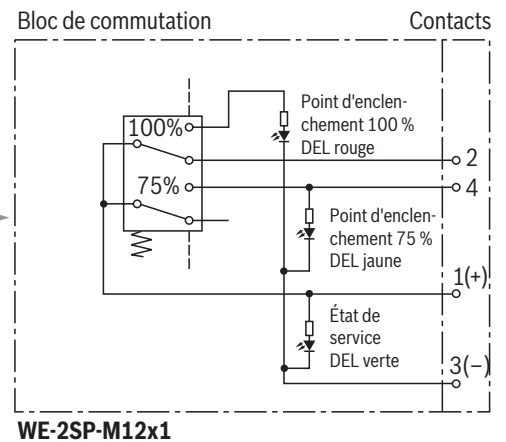 Bloc de commutation
Contacts
100%
75%
Point d'enclen-
chement 100 %
DEL rouge
2
4
Point d'enclen-
chement 75 %
DEL jaune
1(+)
État de
service
DEL verte
3(−)
WE-2SP-M12x1